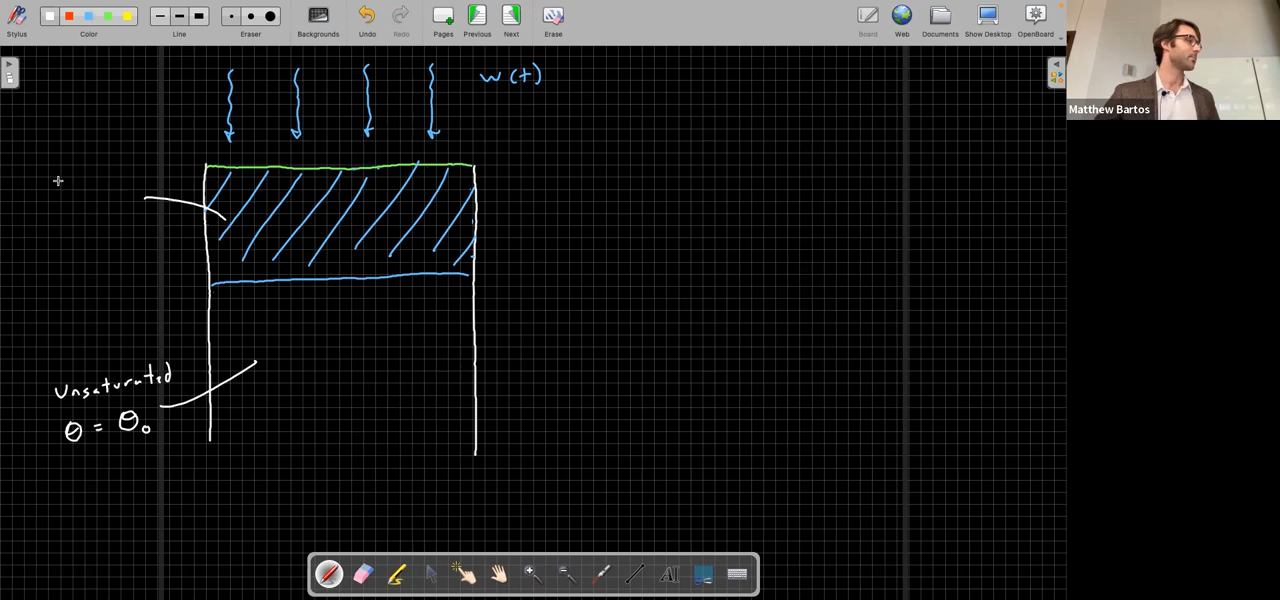 Stylus
Color
Line
Eraser
Backgrounds
Undo
Redo
Pages
Previous
Next
Erase
Board
Web
Documents
Show Desktop
OpenBoard
Matthew Bartos
w(t)
Unsaturated
θ = θ₀
AI